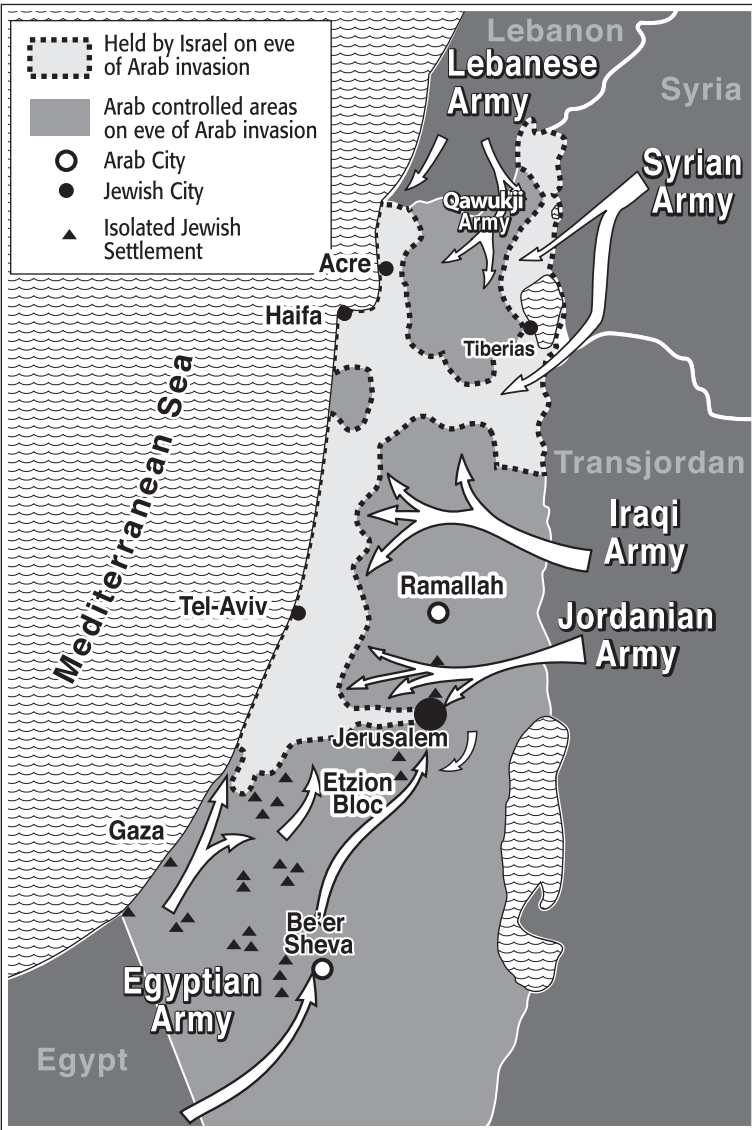 Held by Israel on eve
of Arab invasion
Arab controlled areas
on eve of Arab invasion
Arab City
Jewish City
Isolated Jewish
Settlement
Lebanon
Lebanese
Army
Syria
Syrian
Army
Qawukji
Army
Acre
Haifa
Tiberias
Mediterranean Sea
Transjordan
Iraqi
Army
Ramallah
Tel-Aviv
Jordanian
Army
Jerusalem
Etzion
Bloc
Gaza
Be'er
Sheva
Egyptian
Army
Egypt